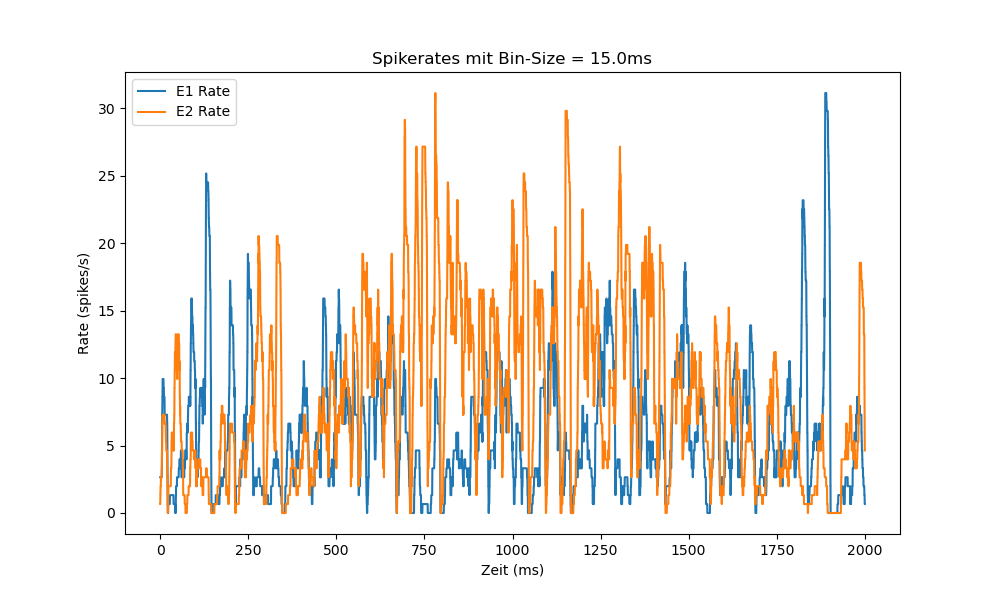 Spikerates mit Bin-Size = 15.0ms
E1 Rate
E2 Rate
Rate (spikes/s)
30
25
20
15
10
5
0
0 250 500 750 1000 1250 1500 1750 2000
Zeit (ms)